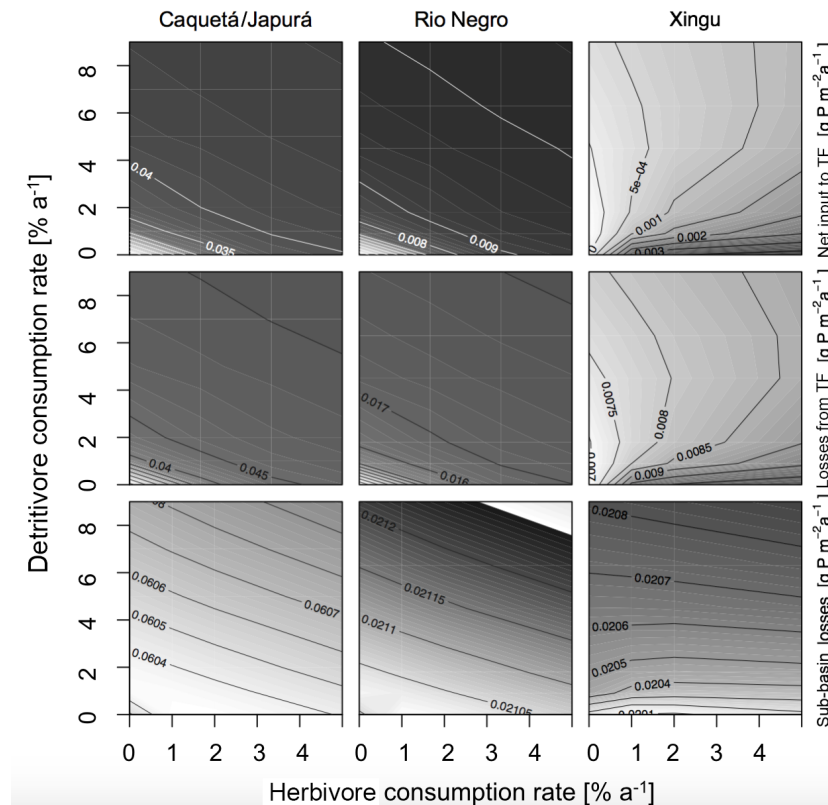 Caquetá/Japurá
Rio Negro
Xingu
Detritivore consumption rate [% a-1]
0 2 4 6 8
0.04
0.035
0.008
0.009
5e−04
0.001
0.002
0.003
Net input to TF [g P m−2a−1 ]
0 2 4 6 8
0.04
0.045
0.017
0.016
0.0075
0.008
0.0085
0.009
Losses from TF [g P m−2a−1 ]
0 2 4 6 8
0.0606
0.0605
0.0604
0.0607
0.0212
0.02115
0.0211
0.02105
0.0208
0.0207
0.0206
0.0205
0.0204
Sub-basin losses [g P m−2a−1 ]
0 1 2 3 4
0 1 2 3 4
0 1 2 3 4
Herbivore consumption rate [% a-1]